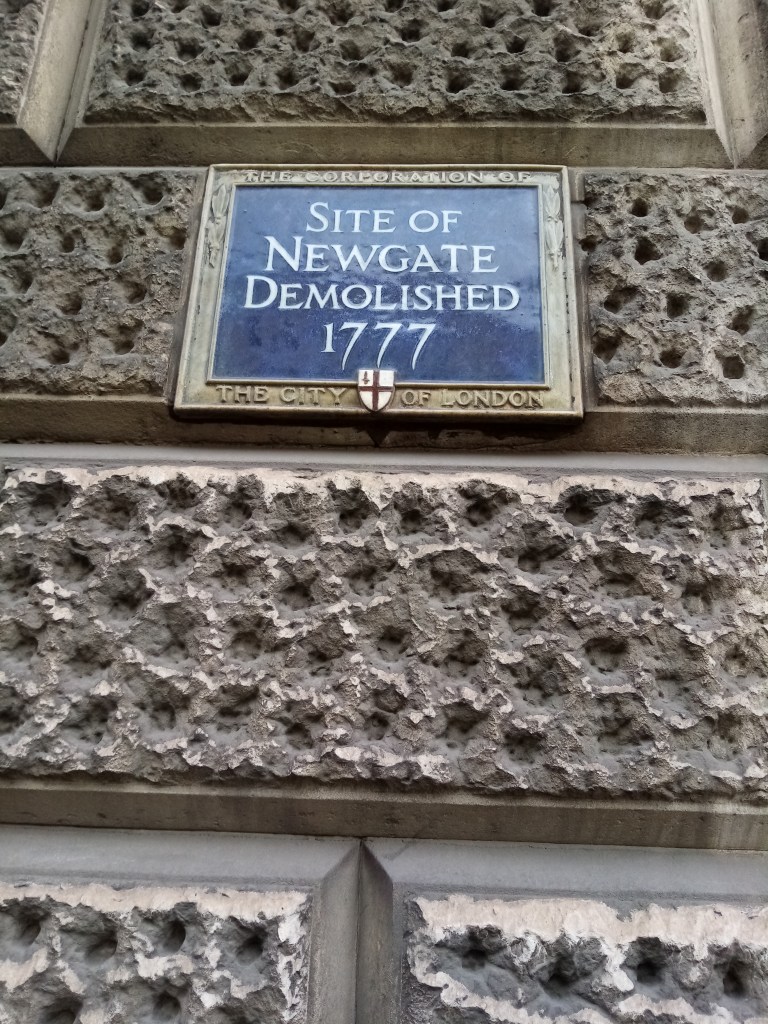 THE CORPORATION OF
SITE OF
NEWGATE
DEMOLISHED
1777
THE CITY OF LONDON